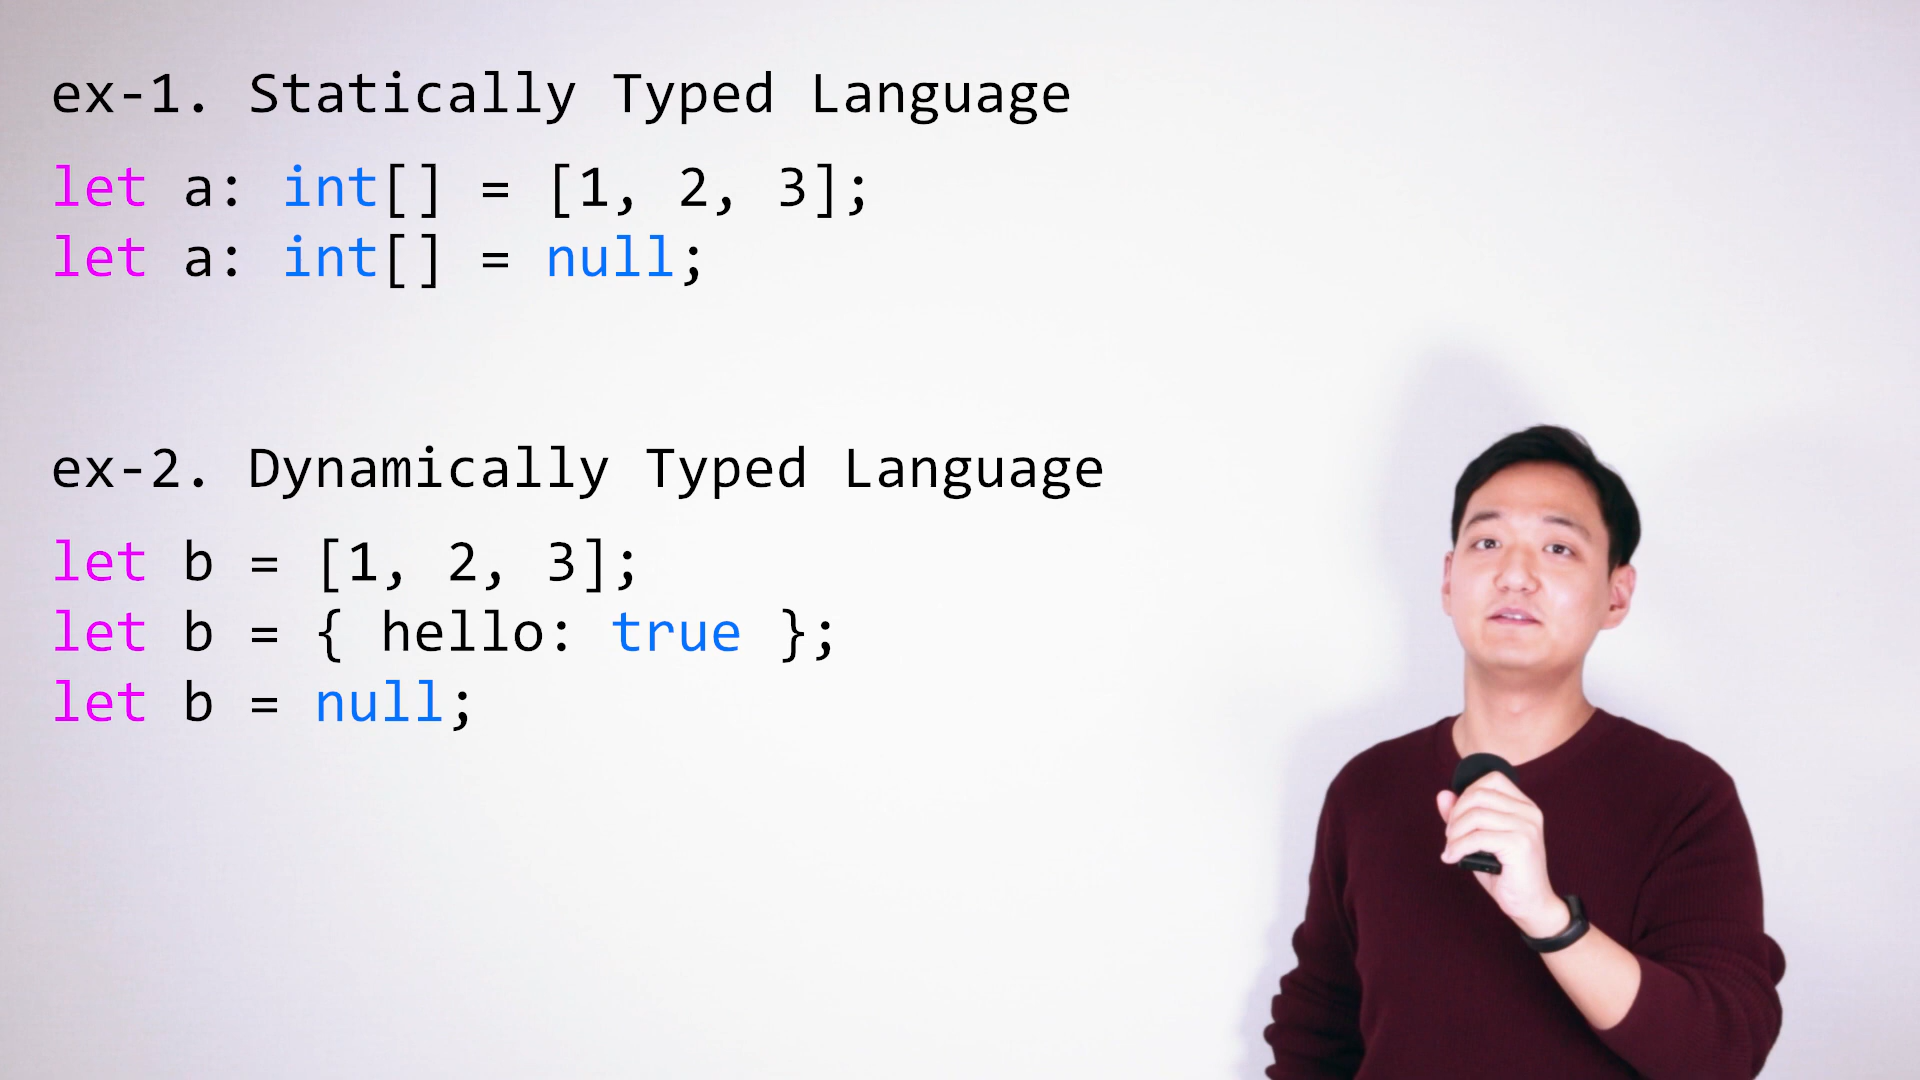 ex-1. Statically Typed Language
let a: int[] = [1, 2, 3];
let a: int[] = null;
ex-2. Dynamically Typed Language
let b = [1, 2, 3];
let b = { hello: true };
let b = null;